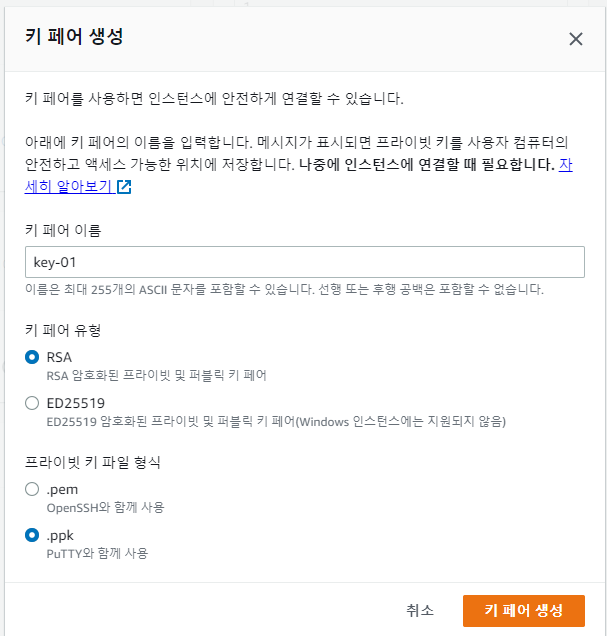 키 페어 생성
키 페어를 사용하면 인스턴스에 안전하게 연결할 수 있습니다.
아래에 키 페어의 이름을 입력합니다. 메시지가 표시되면 프라이빗 키를 사용자 컴퓨터의
안전하고 액세스 가능한 위치에 저장합니다. 나중에 인스턴스에 연결할 때 필요합니다. 자
세히 알아보기
키 페어 이름
key-01
이름은 최대 255개의 ASCII 문자를 포함할 수 있습니다. 선행 또는 후행 공백은 포함할 수 없습니다.
키 페어 유형
RSA
RSA 암호화된 프라이빗 및 퍼블릭 키 페어
ED25519
ED25519 암호화된 프라이빗 및 퍼블릭 키 페어(Windows 인스턴스에는 지원되지 않음)
프라이빗 키 파일 형식
.pem
OpenSSH와 함께 사용
.ppk
PuTTY와 함께 사용
취소 키 페어 생성